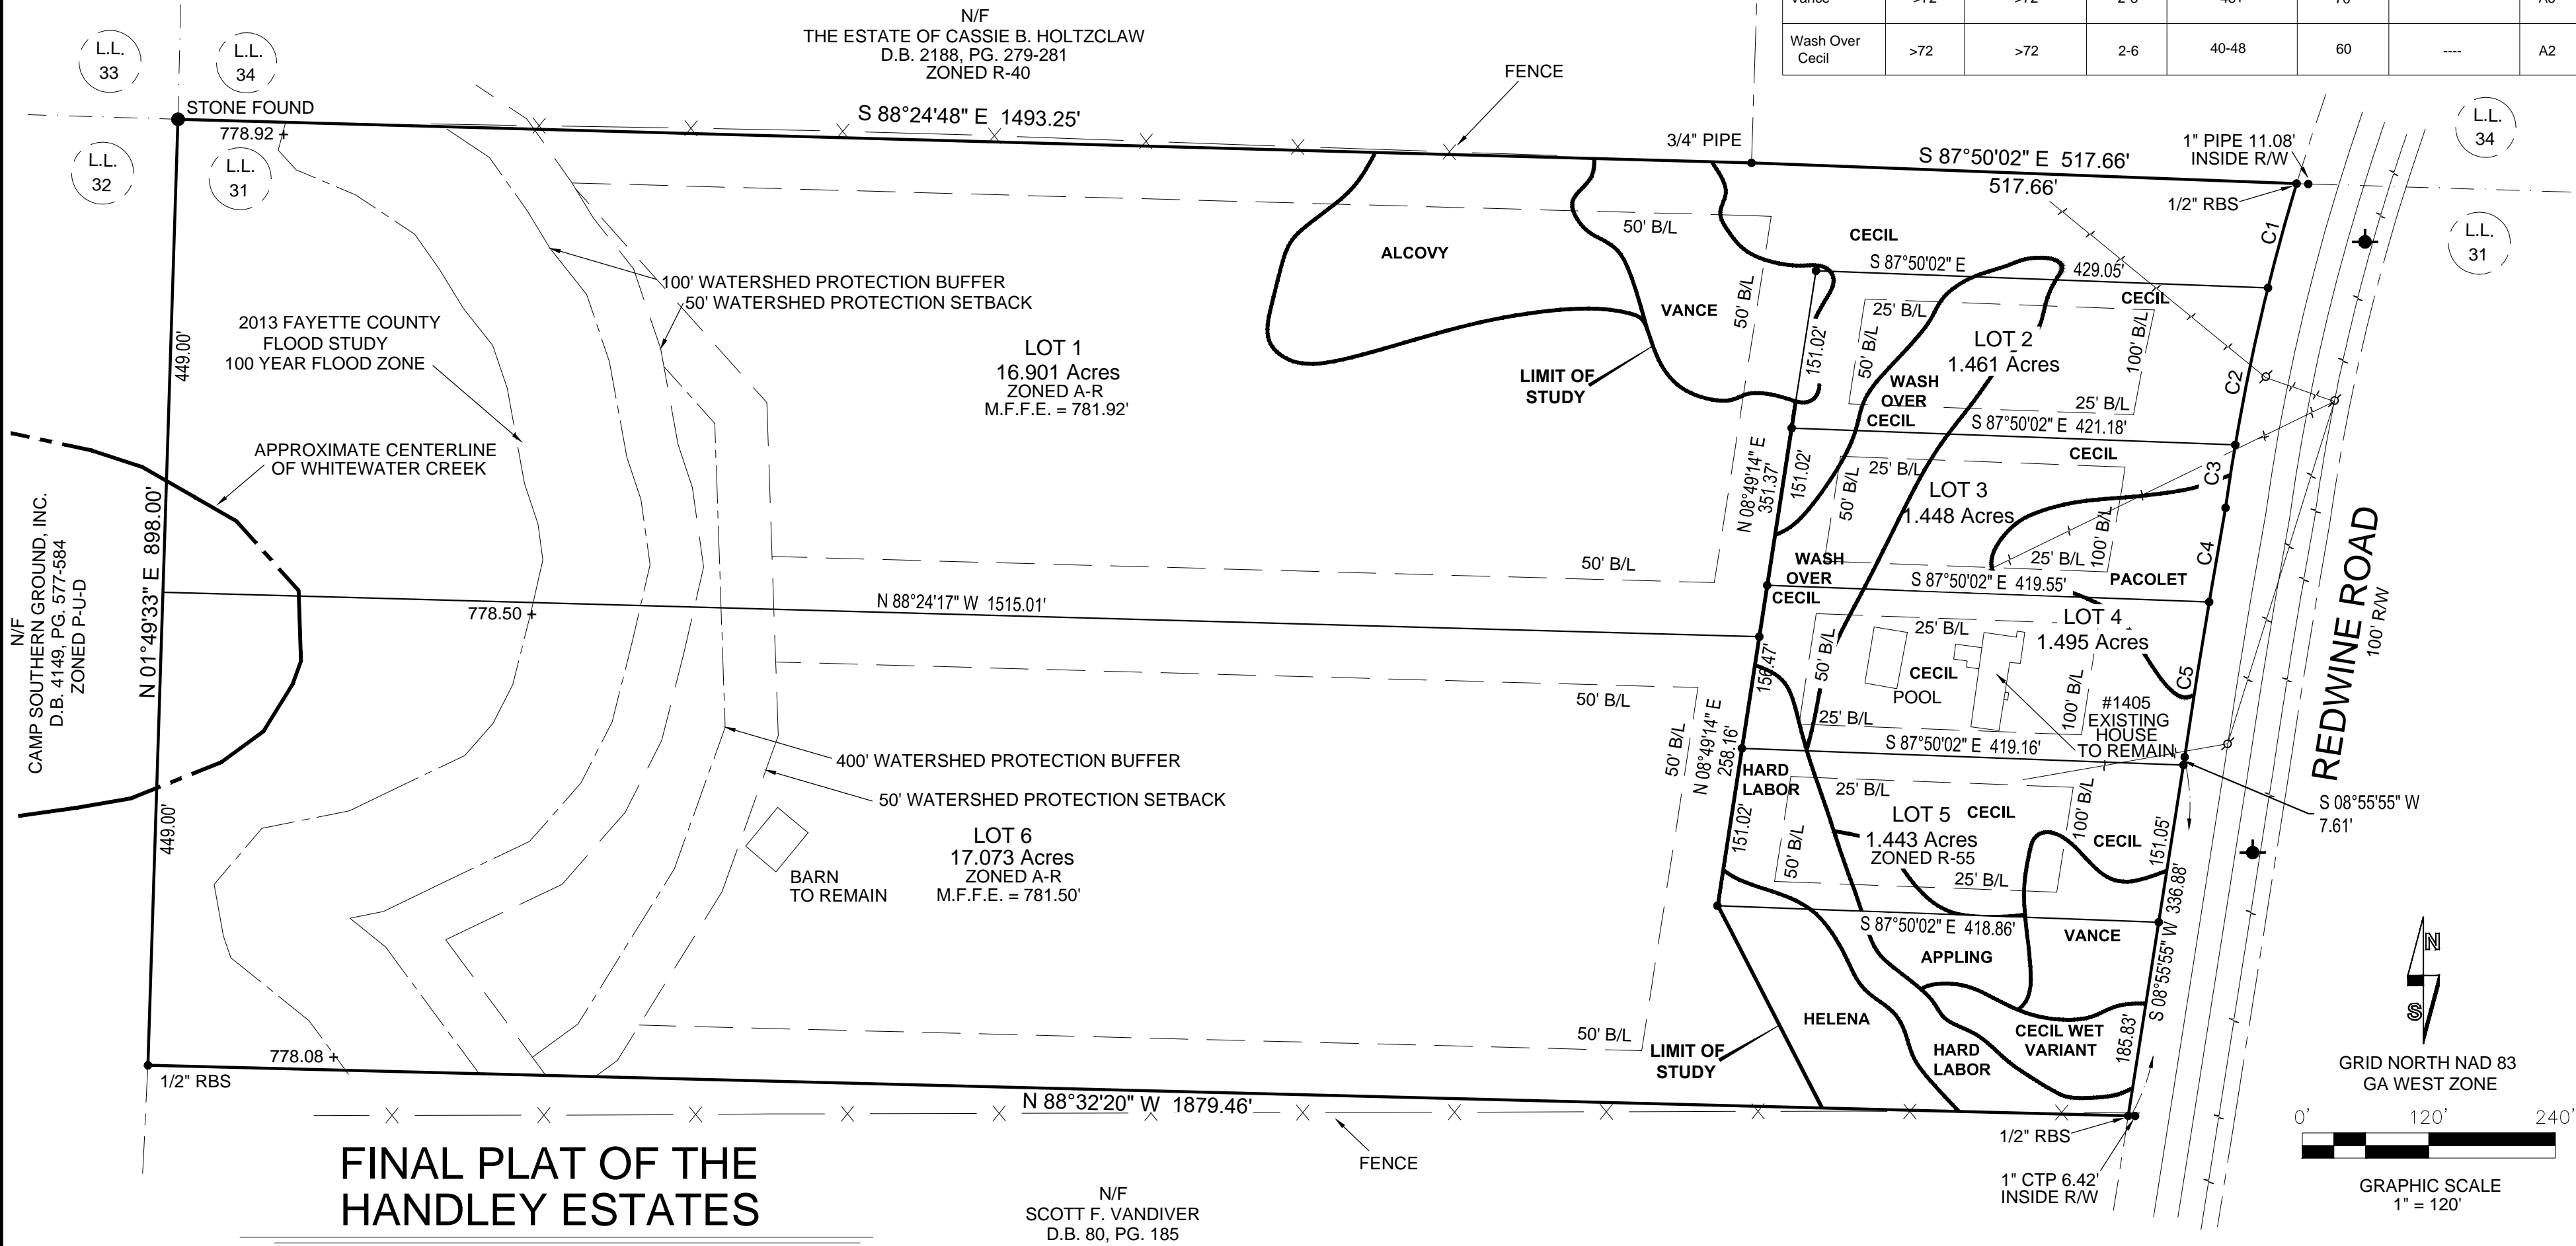 Wash Over
Cecil
>72
>72
2-6
40-48
60
----
A2
N/F
THE ESTATE OF CASSIE B. HOLTZCLAW
D.B. 2188, PG. 279-281
ZONED R-40
L.L.
33
L.L.
34
L.L.
32
L.L.
31
STONE FOUND
778.92 +
S 88°24'48" E 1493.25'
FENCE
3/4" PIPE
S 87°50'02" E 517.66'
517.66'
1" PIPE 11.08'
INSIDE R/W
1/2" RBS
L.L.
34
L.L.
31
C1
C2
C3
C4
C5
50' B/L
50' B/L
ALCOVY
VANCE
CECIL
S 87°50'02" E
429.05'
CECIL
100' WATERSHED PROTECTION BUFFER
50' WATERSHED PROTECTION SETBACK
2013 FAYETTE COUNTY
FLOOD STUDY
100 YEAR FLOOD ZONE
449.00'
LOT 1
16.901 Acres
ZONED A-R
M.F.F.E. = 781.92'
LIMIT OF
STUDY
151.02'
25' B/L
50' B/L
100' B/L
LOT 2
1.461 Acres
WASH
OVER
CECIL
25' B/L
S 87°50'02" E 421.18'
CECIL
APPROXIMATE CENTERLINE
OF WHITEWATER CREEK
N 08°49'14" E
351.37'
151.02'
25' B/L
50' B/L
LOT 3
1.448 Acres
100' B/L
25' B/L
WASH
OVER
CECIL
S 87°50'02" E 419.55'
PACOLET
50' B/L
N/F
CAMP SOUTHERN GROUND, INC.
D.B. 4149, PG. 577-584
ZONED P-U-D
N 01°49'33" E 898.00'
778.50 +
N 88°24'17" W 1515.01'
REDWINE ROAD
100' R/W
156.47'
50' B/L
25' B/L
LOT 4
1.495 Acres
CECIL
POOL
100' B/L
25' B/L
#1405
EXISTING
HOUSE
TO REMAIN
S 87°50'02" E 419.16'
50' B/L
50' B/L
N 08°49'14" E
258.16'
400' WATERSHED PROTECTION BUFFER
50' WATERSHED PROTECTION SETBACK
449.00'
BARN
TO REMAIN
LOT 6
17.073 Acres
ZONED A-R
M.F.F.E. = 781.50'
HARD
LABOR
151.02'
25' B/L
50' B/L
LOT 5
1.443 Acres
ZONED R-55
CECIL
100' B/L
CECIL
25' B/L
151.05'
S 08°55'55" W
7.61'
S 08°55'55" W 336.88'
S 87°50'02" E 418.86'
VANCE
APPLING
HELENA
HARD
LABOR
CECIL WET
VARIANT
185.83'
50' B/L
LIMIT OF
STUDY
778.08 +
1/2" RBS
N 88°32'20" W 1879.46'
FENCE
1/2" RBS
1" CTP 6.42'
INSIDE R/W
N
S
GRID NORTH NAD 83
GA WEST ZONE
0'
120'
240'
GRAPHIC SCALE
1" = 120'
FINAL PLAT OF THE
HANDLEY ESTATES
N/F
SCOTT F. VANDIVER
D.B. 80, PG. 185